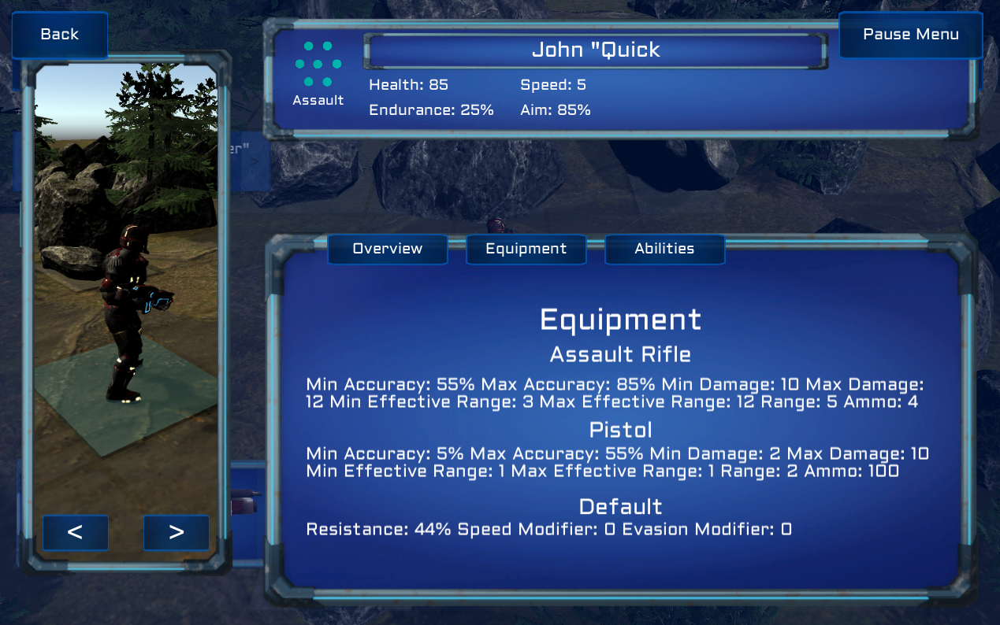 Back
Pause Menu
John "Quick
Assault
Health: 85
Speed: 5
Endurance: 25%
Aim: 85%
er"
>
Overview
Equipment
Abilities
Equipment
Assault Rifle
Min Accuracy: 55% Max Accuracy: 85% Min Damage: 10 Max Damage:
12 Min Effective Range: 3 Max Effective Range: 12 Range: 5 Ammo: 4
Pistol
Min Accuracy: 5% Max Accuracy: 55% Min Damage: 2 Max Damage: 10
Min Effective Range: 1 Max Effective Range: 1 Range: 2 Ammo: 100
Default
Resistance: 44% Speed Modifier: 0 Evasion Modifier: 0
<
>